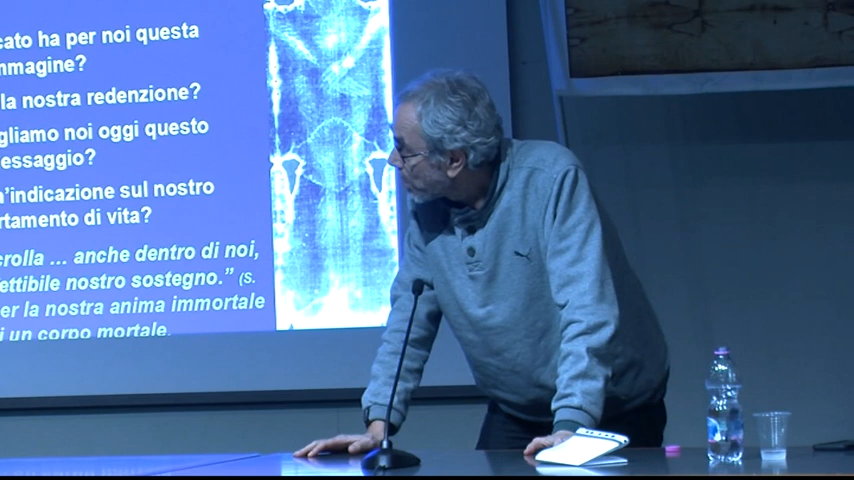 cato ha per noi questa
mmagine?
la nostra redenzione?
gliamo noi oggi questo
essaggio?
n'indicazione sul nostro
rtamento di vita?
crolla … anche dentro di noi,
ettibile nostro sostegno.” (S.
er la nostra anima immortale
i un corpo mortale.